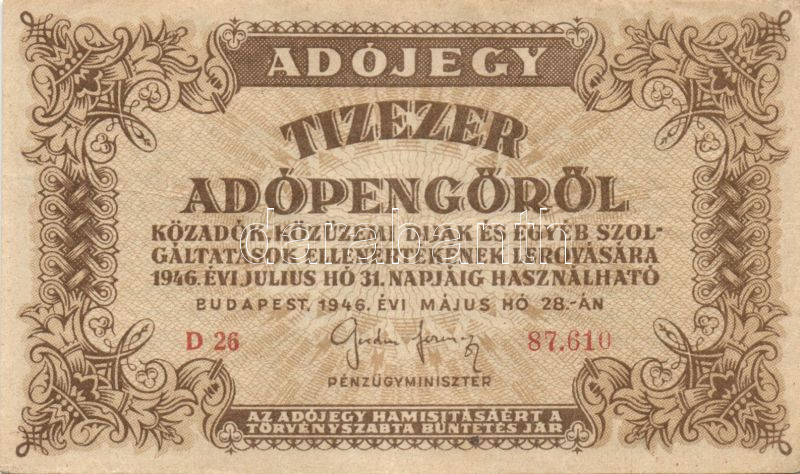 ADÓJEGY
TIZEZER
ADÓPENGŐRŐL
KÖZADÓK, KÖZÜZEMI DIJAK ÉS EGYÉB SZOL-
GÁLTATÁSOK ELLENÉRTÉKÉNEK LEROVÁSÁRA
1946. ÉVI JULIUS HÓ 31. NAPJÁIG HASZNÁLHATÓ
BUDAPEST, 1946. ÉVI MÁJUS HÓ 28.-ÁN
D 26 87.610
PÉNZÜGYMINISZTER
AZ ADÓJEGY HAMISITÁSÁÉRT A
TÖRVÉNYSZABTA BÜNTETÉS JÁR